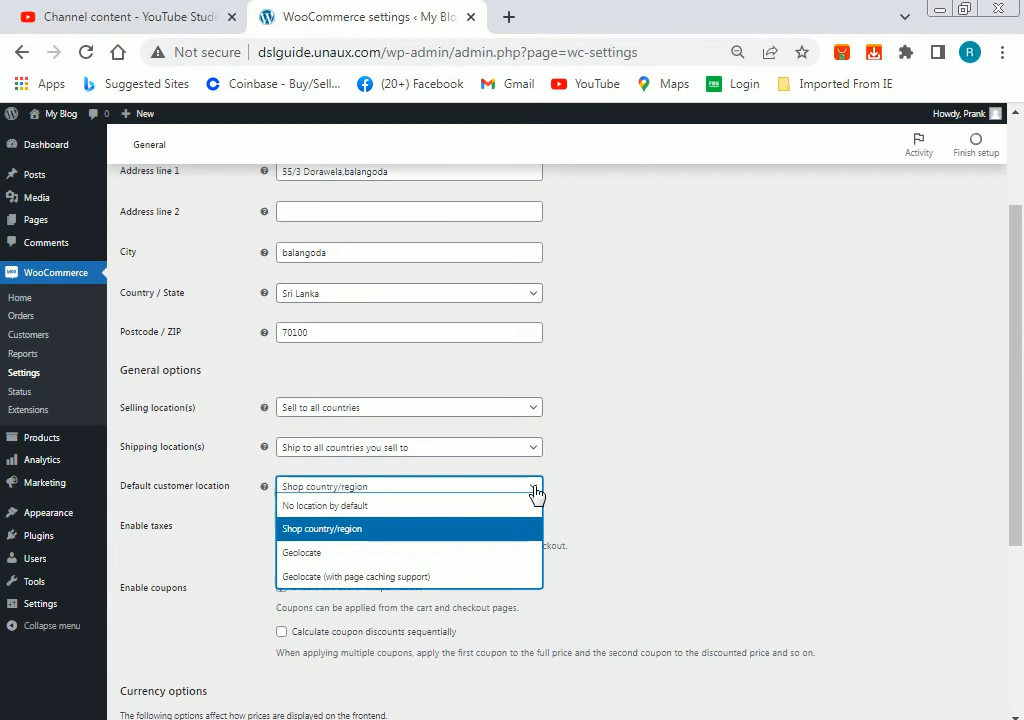 Channel content - YouTube Studi
WooCommerce settings ‹ My Blo
Not secure
dslguide.unaux.com/wp-admin/admin.php?page=wc-settings
R
Apps
Suggested Sites
Coinbase - Buy/Sell...
(20+) Facebook
Gmail
YouTube
Maps
Login
Imported From IE
My Blog
0
New
Howdy, Prank
General
Activity
Finish setup
Dashboard
Posts
Media
Pages
Comments
WooCommerce
Home
Orders
Customers
Reports
Settings
Status
Extensions
Products
Analytics
Marketing
Appearance
Plugins
Users
Tools
Settings
Collapse menu
Address line 1
55/3 Dorawela,balangoda
Address line 2
City
balangoda
Country / State
Sri Lanka
Postcode / ZIP
70100
General options
Selling location(s)
Sell to all countries
Shipping location(s)
Ship to all countries you sell to
Default customer location
Shop country/region
No location by default
Shop country/region
Geolocate
Geolocate (with page caching support)
Enable taxes
ckout.
Enable coupons
Coupons can be applied from the cart and checkout pages.
Calculate coupon discounts sequentially
When applying multiple coupons, apply the first coupon to the full price and the second coupon to the discounted price and so on.
Currency options
The following options affect how prices are displayed on the frontend.